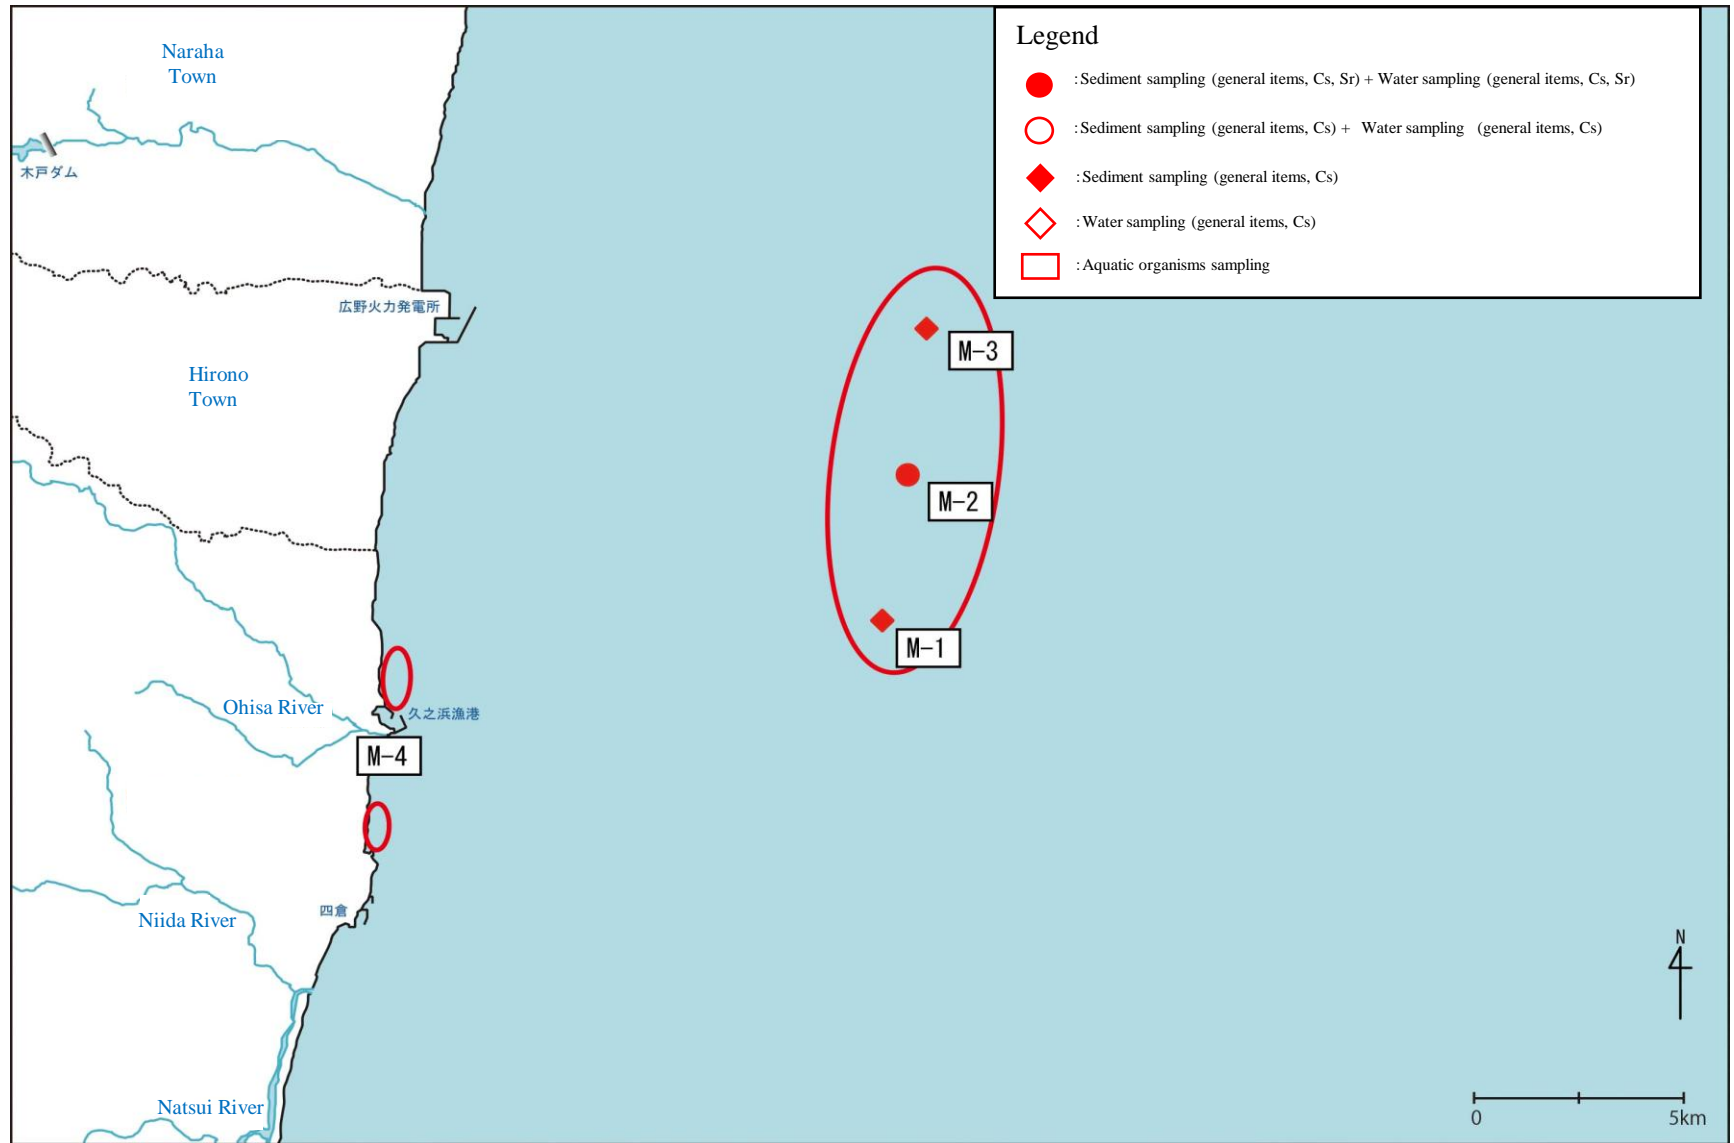 Legend
:Sediment sampling (general items, Cs, Sr) + Water sampling (general items, Cs, Sr)
:Sediment sampling (general items, Cs) + Water sampling (general items, Cs)
:Sediment sampling (general items, Cs)
:Water sampling (general items, Cs)
:Aquatic organisms sampling
Naraha
Town
木戸ダム
広野火力発電所
Hirono
Town
M-3
M-2
M-1
Ohisa River
久之浜漁港
M-4
四倉
Niida River
Natsui River
N
0
5km